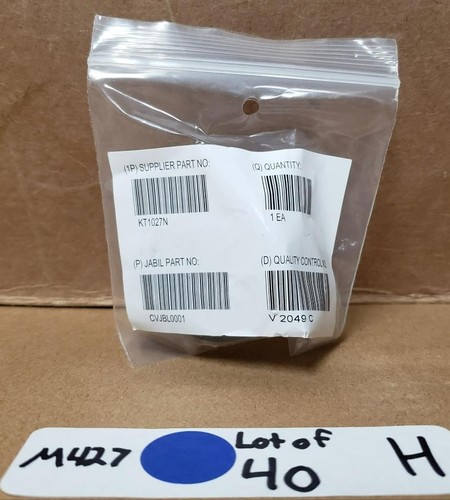 (1P) SUPPLIER PART NO:
KT1027N
(Q) QUANTITY:
1 EA
(P) JABIL PART NO:
CVJBL0001
(D) QUALITY CONTROL
V 2049 C
M427
Lot of
40
H